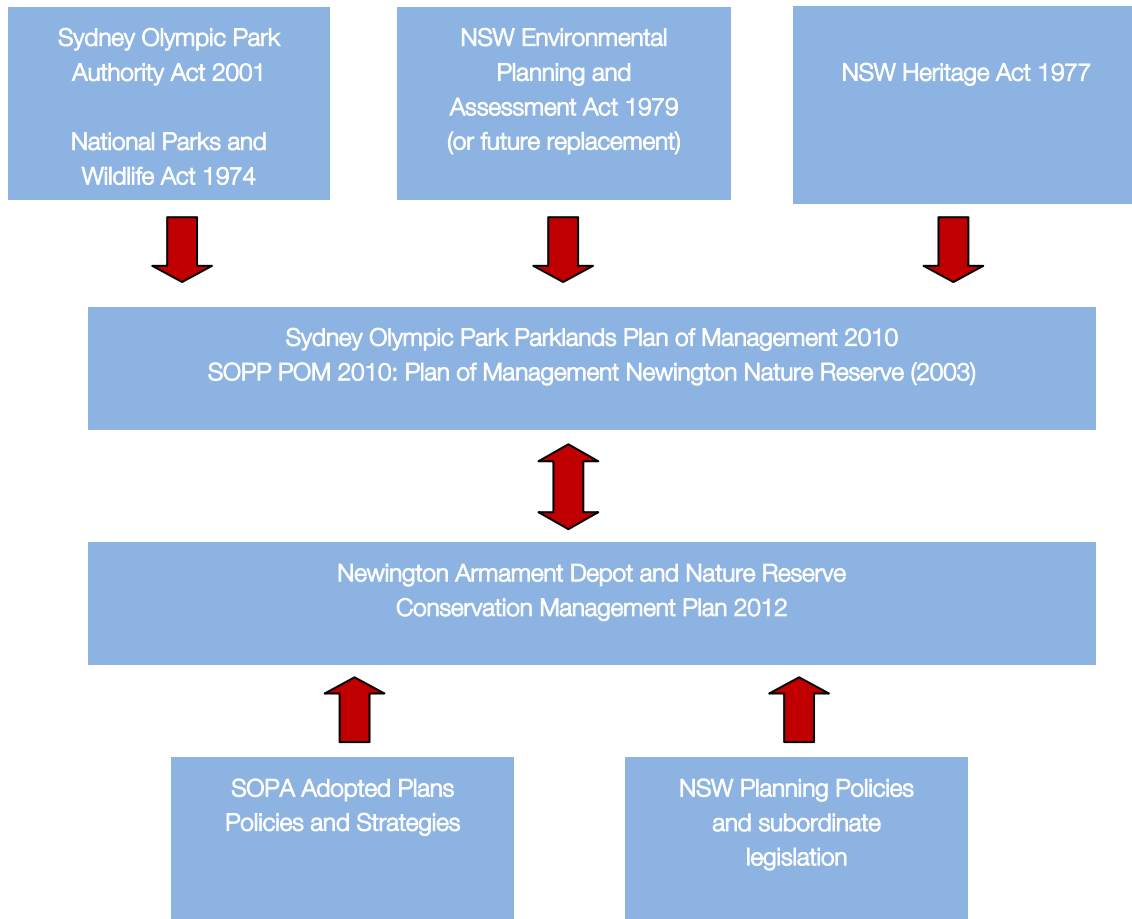 Sydney Olympic Park
Authority Act 2001
National Parks and
Wildlife Act 1974
NSW Environmental
Planning and
Assessment Act 1979
(or future replacement)
NSW Heritage Act 1977
Sydney Olympic Park Parklands Plan of Management 2010
SOPP POM 2010: Plan of Management Newington Nature Reserve (2003)
Newington Armament Depot and Nature Reserve
Conservation Management Plan 2012
SOPA Adopted Plans
Policies and Strategies
NSW Planning Policies
and subordinate
legislation